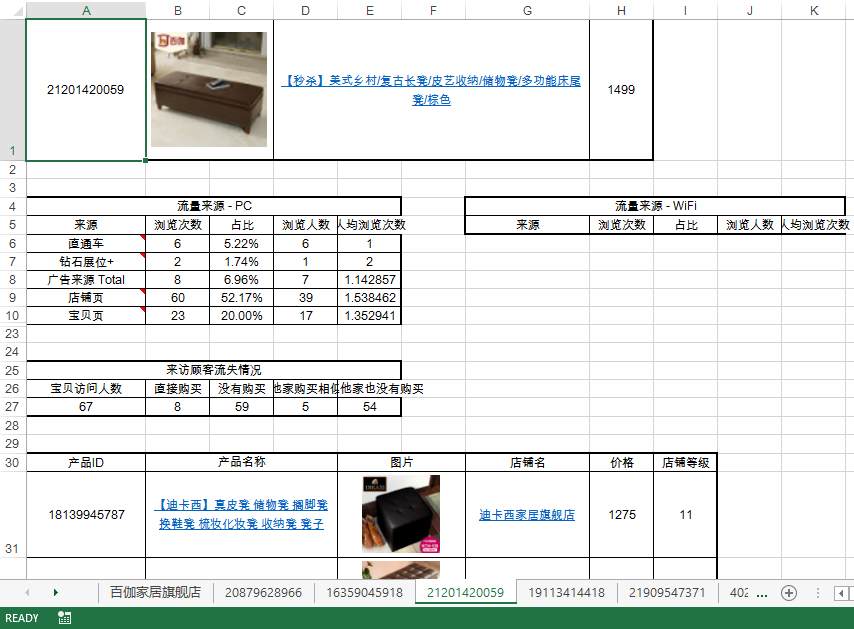 A B C D E F G H I J K
1 21201420059 百伽 【秒杀】美式乡村/复古长凳/皮艺收纳/储物凳/多功能床尾 1499
凳/棕色
2
3
4 流量来源 - PC 流量来源 - WiFi
5 来源 浏览次数 占比 浏览人数 人均浏览次数 来源 浏览次数 占比 浏览人数 人均浏览次数
6 直通车 6 5.22% 6 1
7 钻石展位+ 2 1.74% 1 2
8 广告来源 Total 8 6.96% 7 1.142857
9 店铺页 60 52.17% 39 1.538462
10 宝贝页 23 20.00% 17 1.352941
23
24
25 来访顾客流失情况
26 宝贝访问人数 直接购买 没有购买 他家购买相似 他家也没有购买
27 67 8 59 5 54
28
29
30 产品ID 产品名称 图片 店铺名 价格 店铺等级
31 18139945787 【迪卡西】真皮凳 储物凳 搁脚凳 迪卡西家居旗舰店 1275 11
换鞋凳 梳妆化妆凳 收纳凳 凳子
百伽家居旗舰店 20879628966 16359045918 21201420059 19113414418 21909547371 402 ...
READY